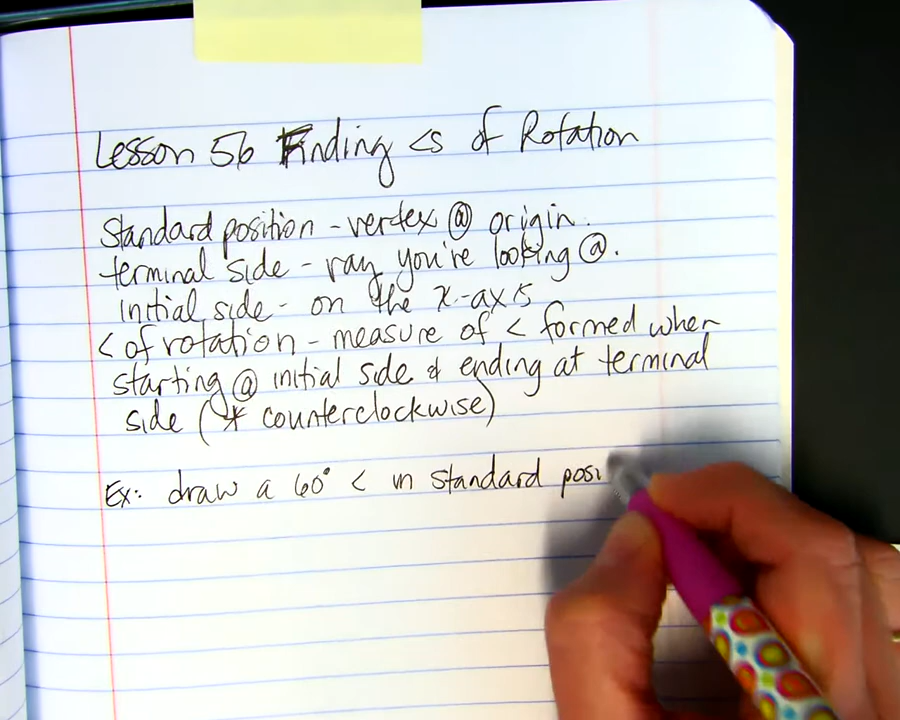 Lesson 56 Finding <s of Rotation
Standard position - vertex @ origin.
terminal side - ray you're looking @.
initial side - on the x-axis
< of rotation - measure of < formed when
starting @ initial side & ending at terminal
side (* counterclockwise)
Ex: draw a 60° < in standard posi